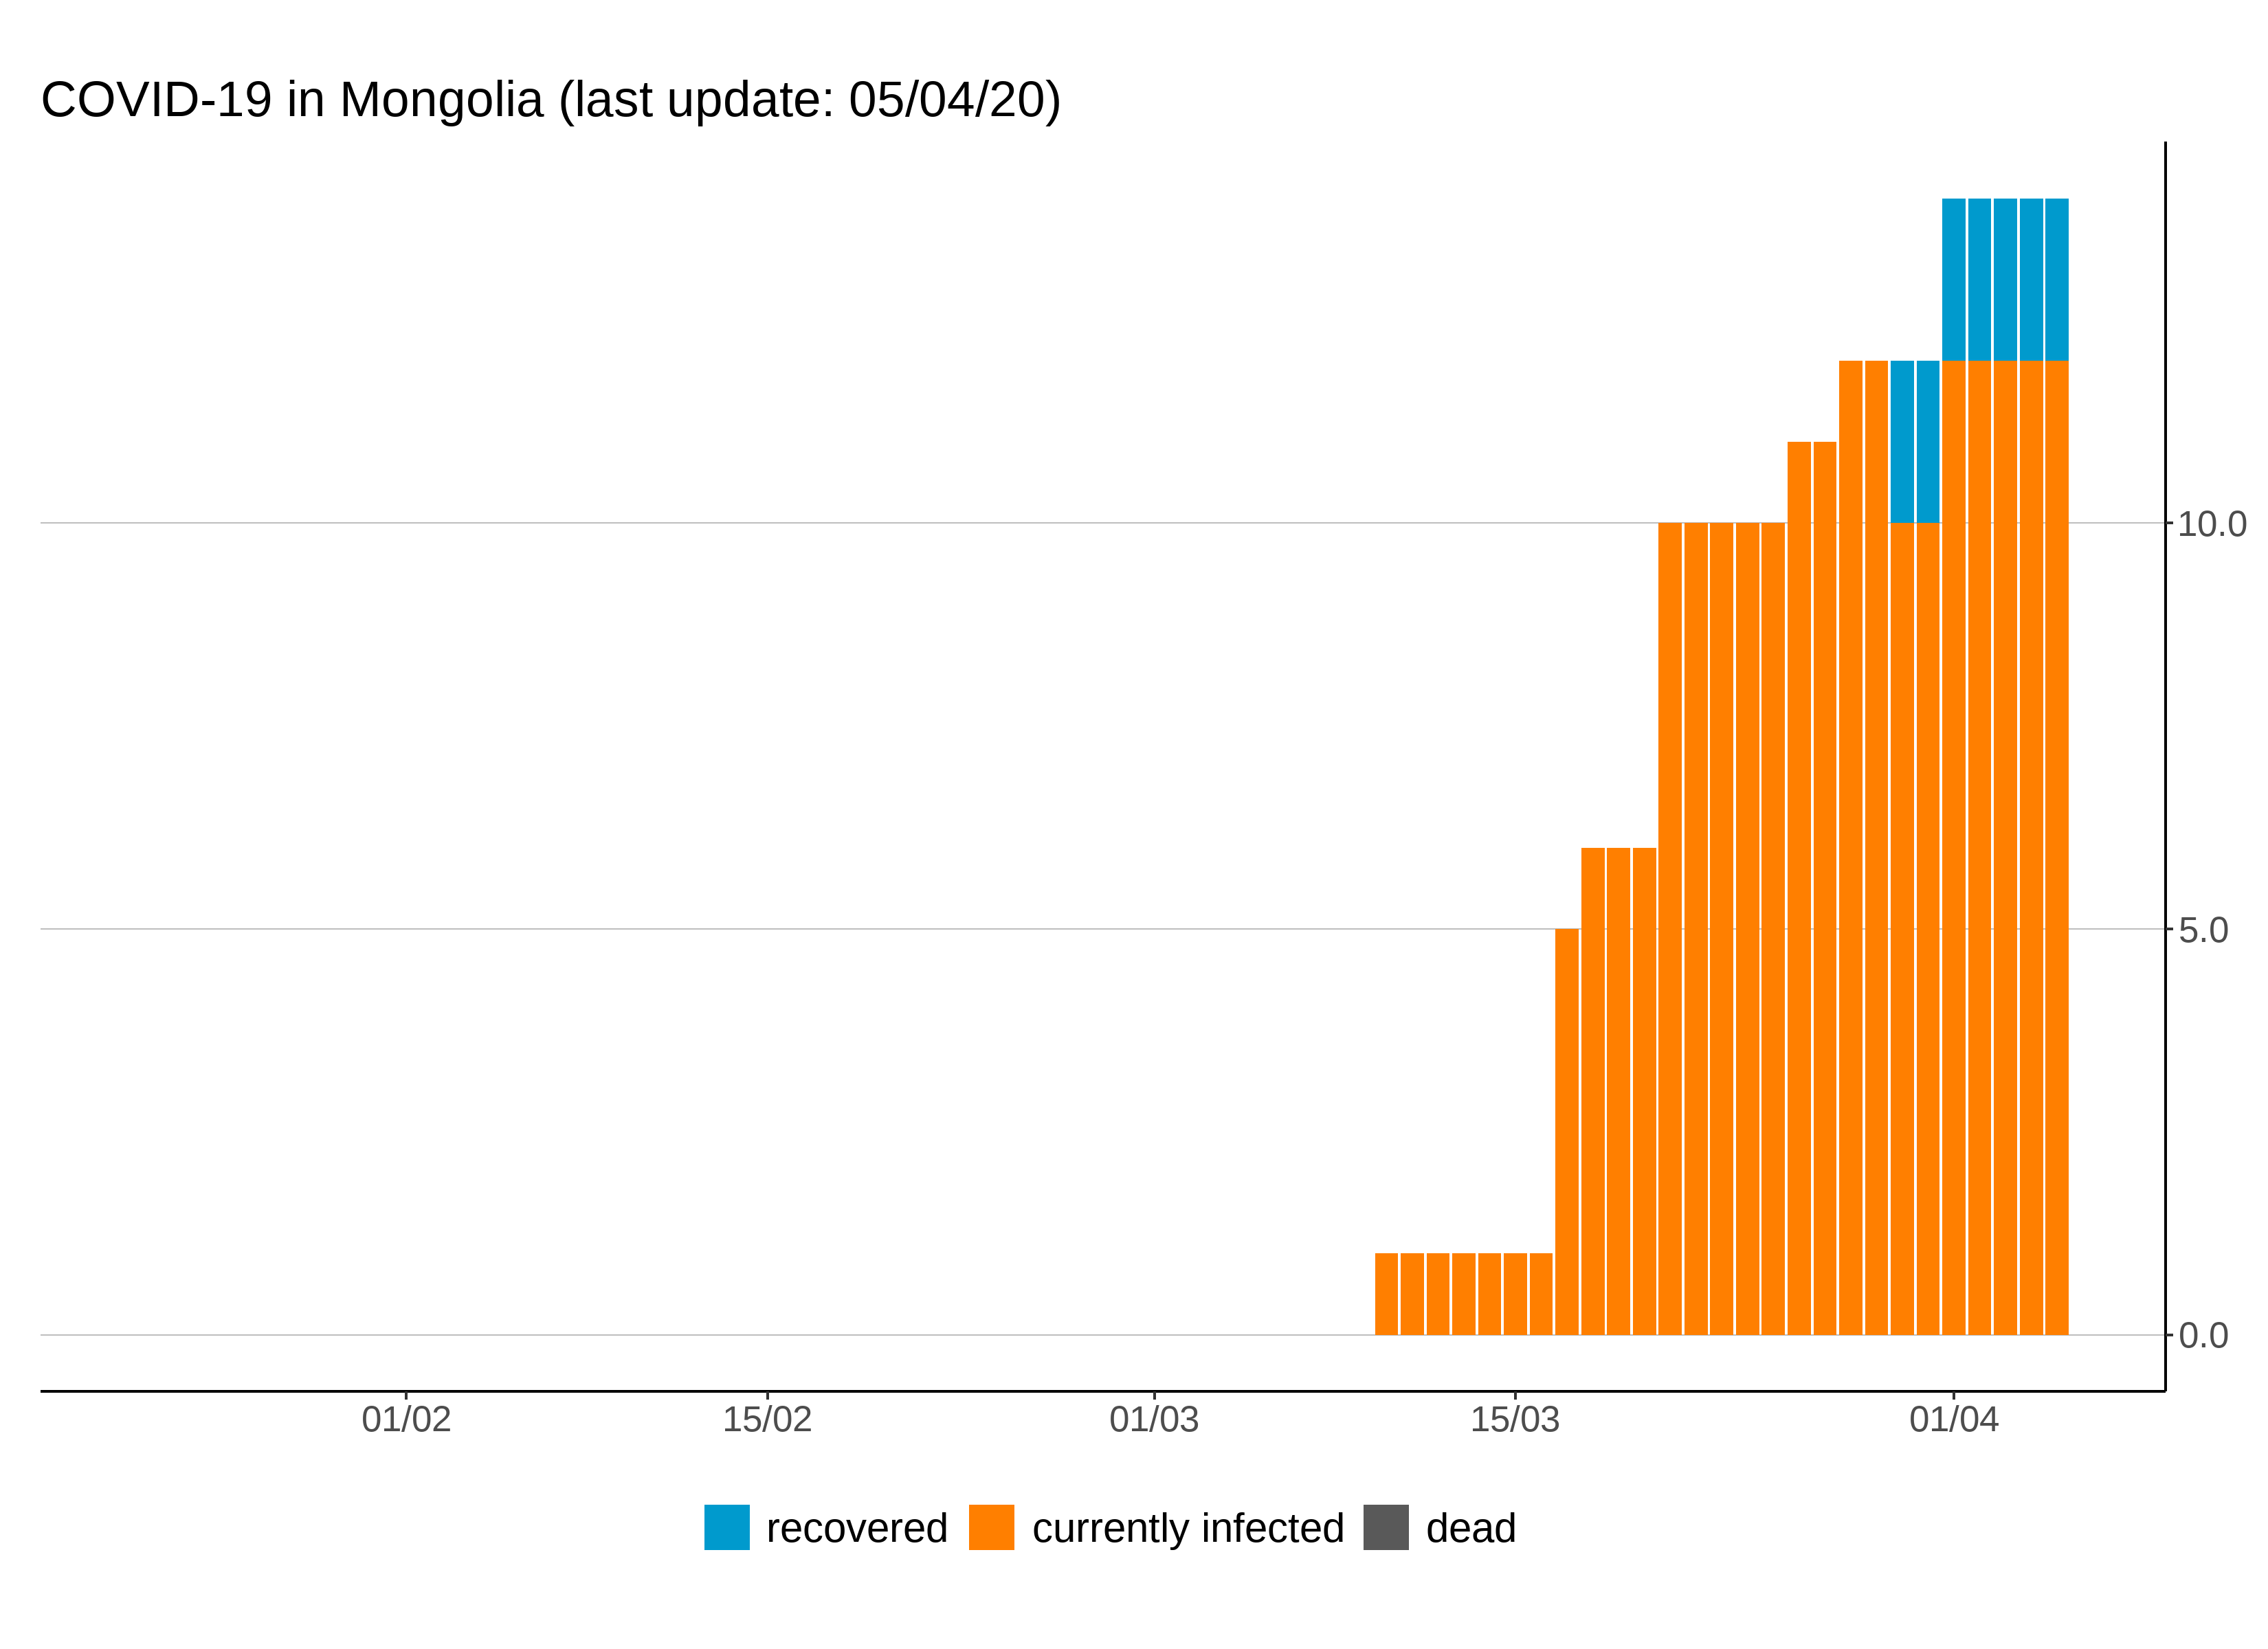 COVID-19 in Mongolia (last update: 05/04/20)
10.0
5.0
0.0
01/02 15/02 01/03 15/03 01/04
recovered currently infected dead